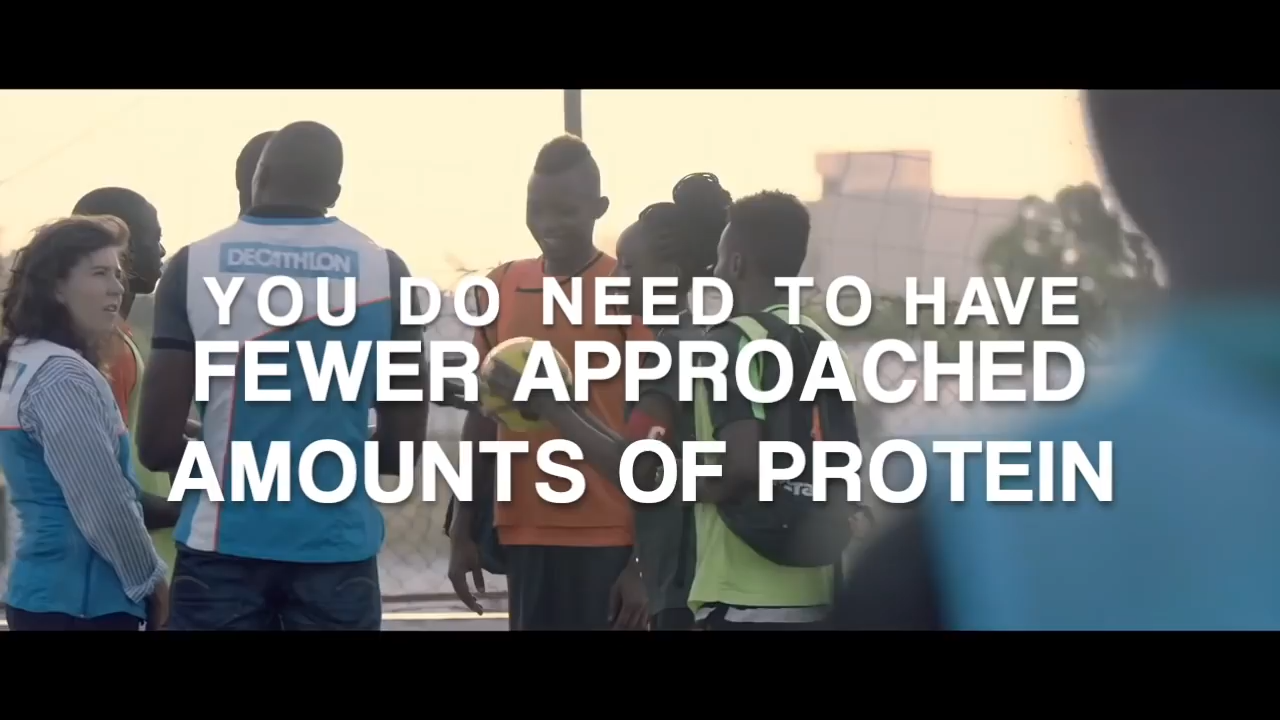 DECATHLON
YOU DO NEED TO HAVE
FEWER APPROACHED
AMOUNTS OF PROTEIN